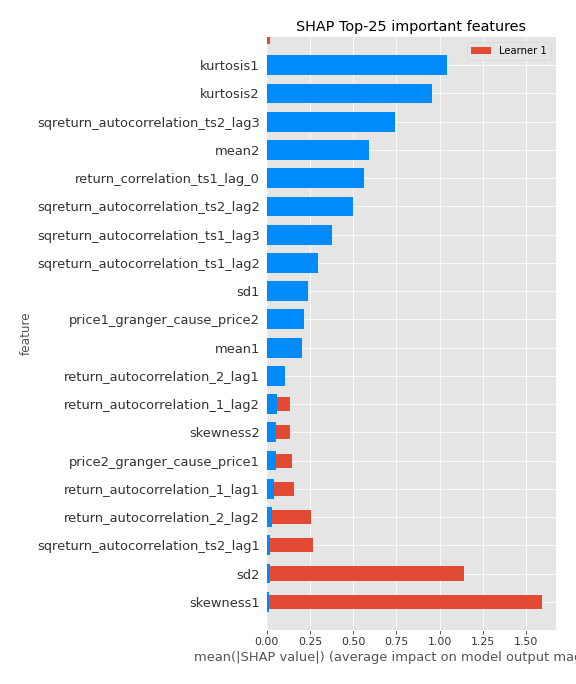 SHAP Top-25 important features
Learner 1
kurtosis1
kurtosis2
sqreturn_autocorrelation_ts2_lag3
mean2
return_correlation_ts1_lag_0
sqreturn_autocorrelation_ts2_lag2
sqreturn_autocorrelation_ts1_lag3
sqreturn_autocorrelation_ts1_lag2
sd1
price1_granger_cause_price2
mean1
return_autocorrelation_2_lag1
return_autocorrelation_1_lag2
skewness2
price2_granger_cause_price1
return_autocorrelation_1_lag1
return_autocorrelation_2_lag2
sqreturn_autocorrelation_ts2_lag1
sd2
skewness1
feature
0.00 0.25 0.50 0.75 1.00 1.25 1.50
mean(|SHAP value|) (average impact on model output mag